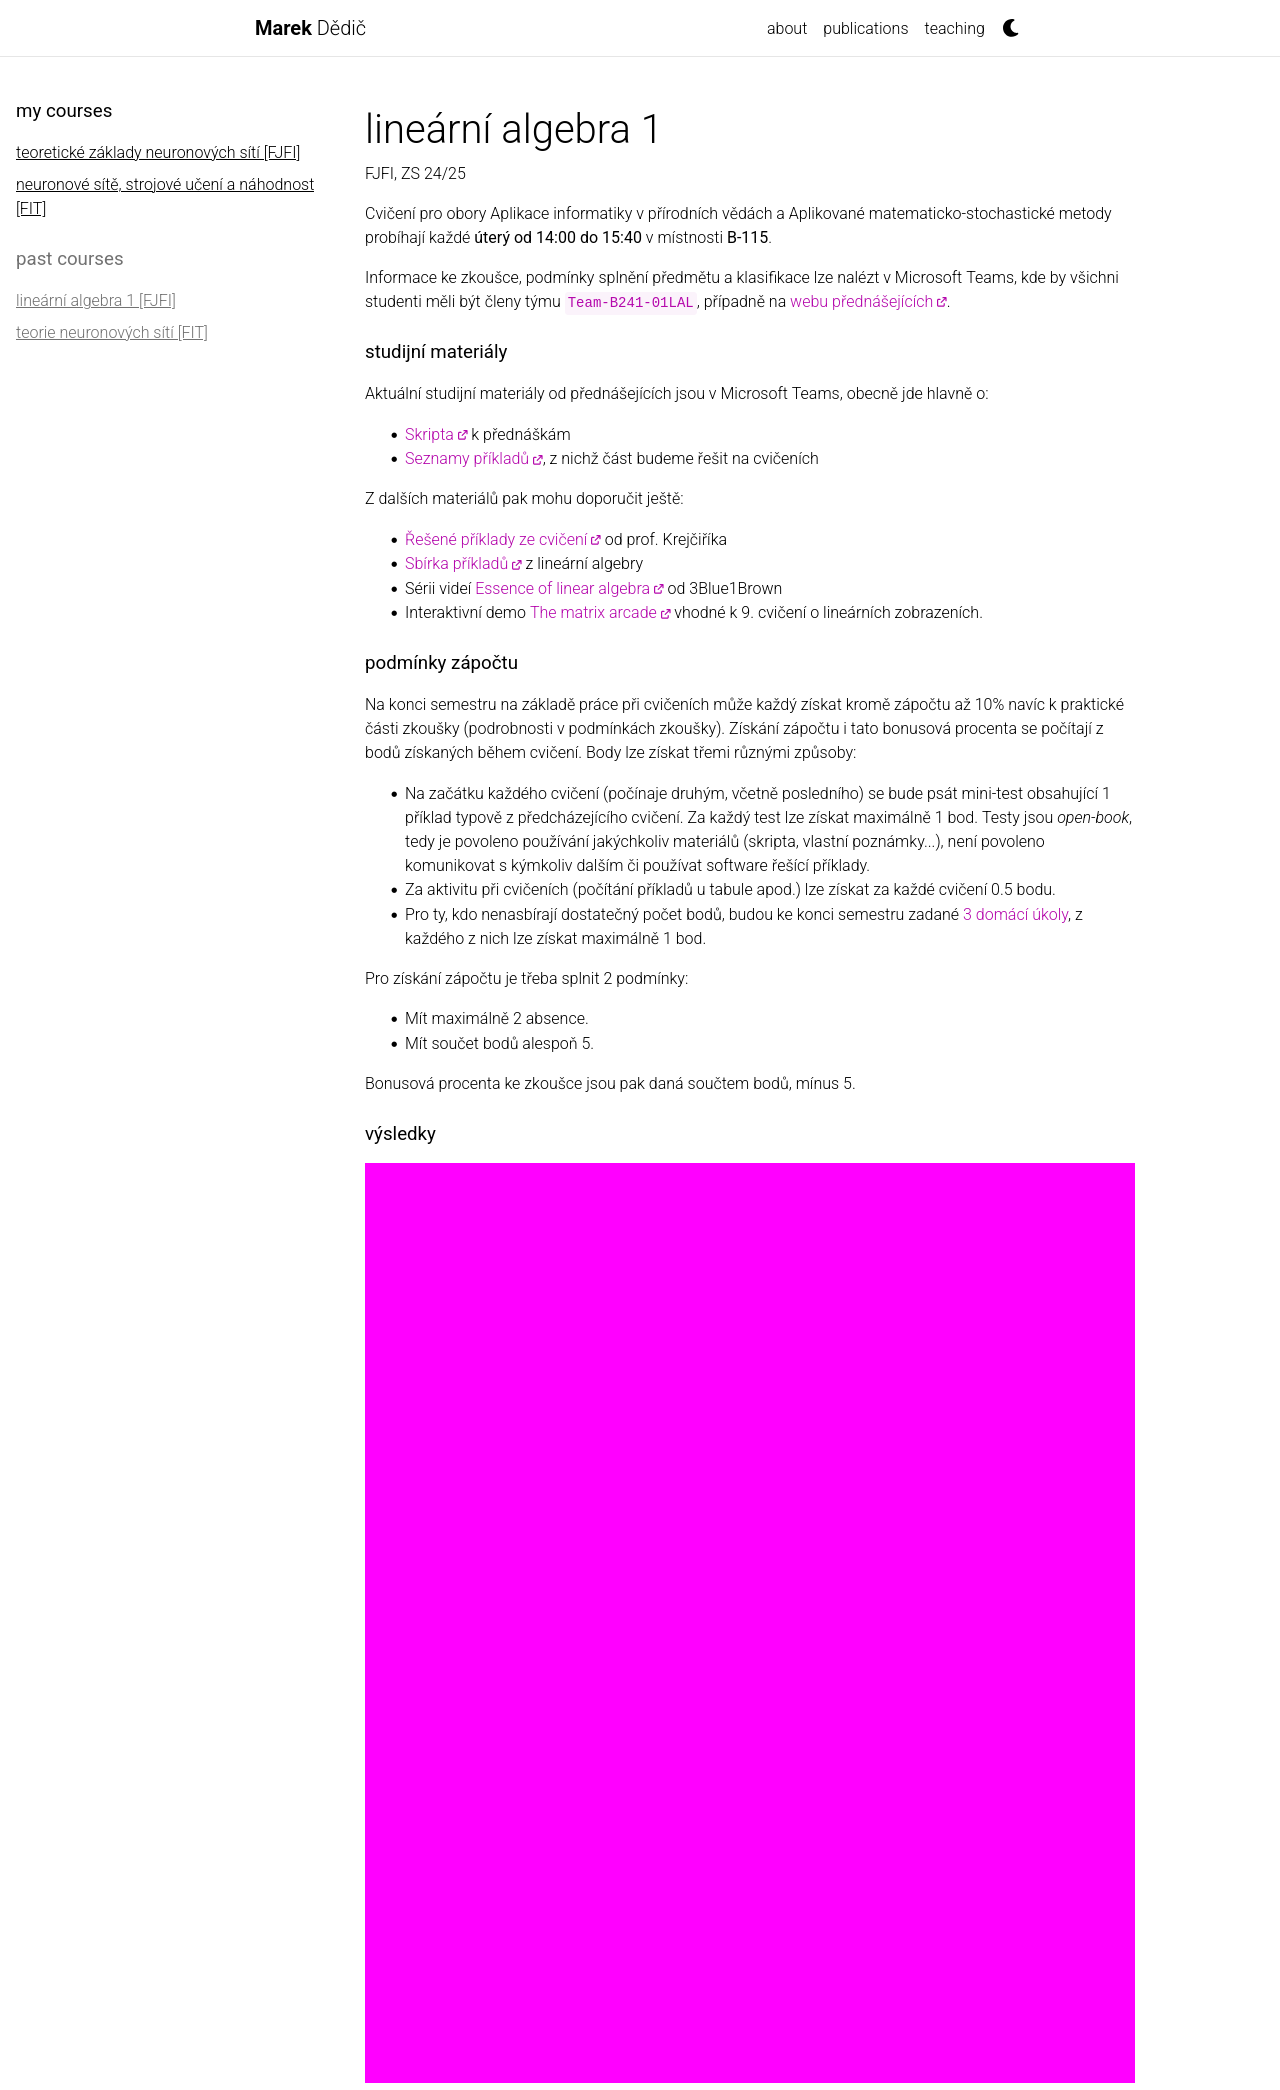 Marek Dědič
about publications teaching
my courses
teoretické základy neuronových sítí [FJFI]
neuronové sítě, strojové učení a náhodnost
[FIT]
past courses
lineární algebra 1 [FJFI]
teorie neuronových sítí [FIT]
lineární algebra 1
FJFI, ZS 24/25
Cvičení pro obory Aplikace informatiky v přírodních vědách a Aplikované matematicko-stochastické metody
probíhají každé úterý od 14:00 do 15:40 v místnosti B-115.
Informace ke zkoušce, podmínky splnění předmětu a klasifikace lze nalézt v Microsoft Teams, kde by všichni
studenti měli být členy týmu Team-B241-01LAL, případně na webu přednášejících.
studijní materiály
Aktuální studijní materiály od přednášejících jsou v Microsoft Teams, obecně jde hlavně o:
• Skripta k přednáškám
• Seznamy příkladů, z nichž část budeme řešit na cvičeních
Z dalších materiálů pak mohu doporučit ještě:
• Řešené příklady ze cvičení od prof. Krejčiříka
• Sbírka příkladů z lineární algebry
• Sérii videí Essence of linear algebra od 3Blue1Brown
• Interaktivní demo The matrix arcade vhodné k 9. cvičení o lineárních zobrazeních.
podmínky zápočtu
Na konci semestru na základě práce při cvičeních může každý získat kromě zápočtu až 10% navíc k praktické
části zkoušky (podrobnosti v podmínkách zkoušky). Získání zápočtu i tato bonusová procenta se počítají z
bodů získaných během cvičení. Body lze získat třemi různými způsoby:
• Na začátku každého cvičení (počínaje druhým, včetně posledního) se bude psát mini-test obsahující 1
příklad typově z předcházejícího cvičení. Za každý test lze získat maximálně 1 bod. Testy jsou open-book,
tedy je povoleno používání jakýchkoliv materiálů (skripta, vlastní poznámky...), není povoleno
komunikovat s kýmkoliv dalším či používat software řešící příklady.
• Za aktivitu při cvičeních (počítání příkladů u tabule apod.) lze získat za každé cvičení 0.5 bodu.
• Pro ty, kdo nenasbírají dostatečný počet bodů, budou ke konci semestru zadané 3 domácí úkoly, z
každého z nich lze získat maximálně 1 bod.
Pro získání zápočtu je třeba splnit 2 podmínky:
• Mít maximálně 2 absence.
• Mít součet bodů alespoň 5.
Bonusová procenta ke zkoušce jsou pak daná součtem bodů, mínus 5.
výsledky